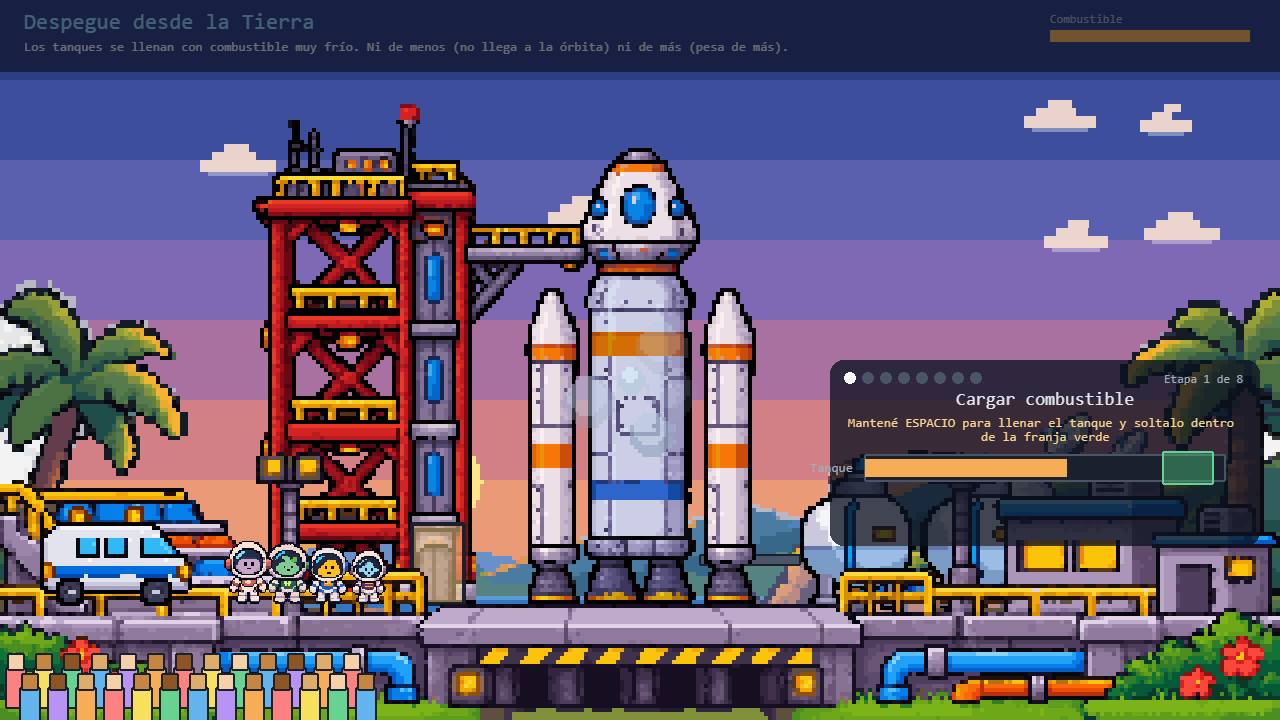 Despegue desde la Tierra
Los tanques se llenan con combustible muy frío. Ni de menos (no llega a la órbita) ni de más (pesa de más).
Combustible
Etapa 1 de 8
Cargar combustible
Mantené ESPACIO para llenar el tanque y soltalo dentro
de la franja verde
Tanque